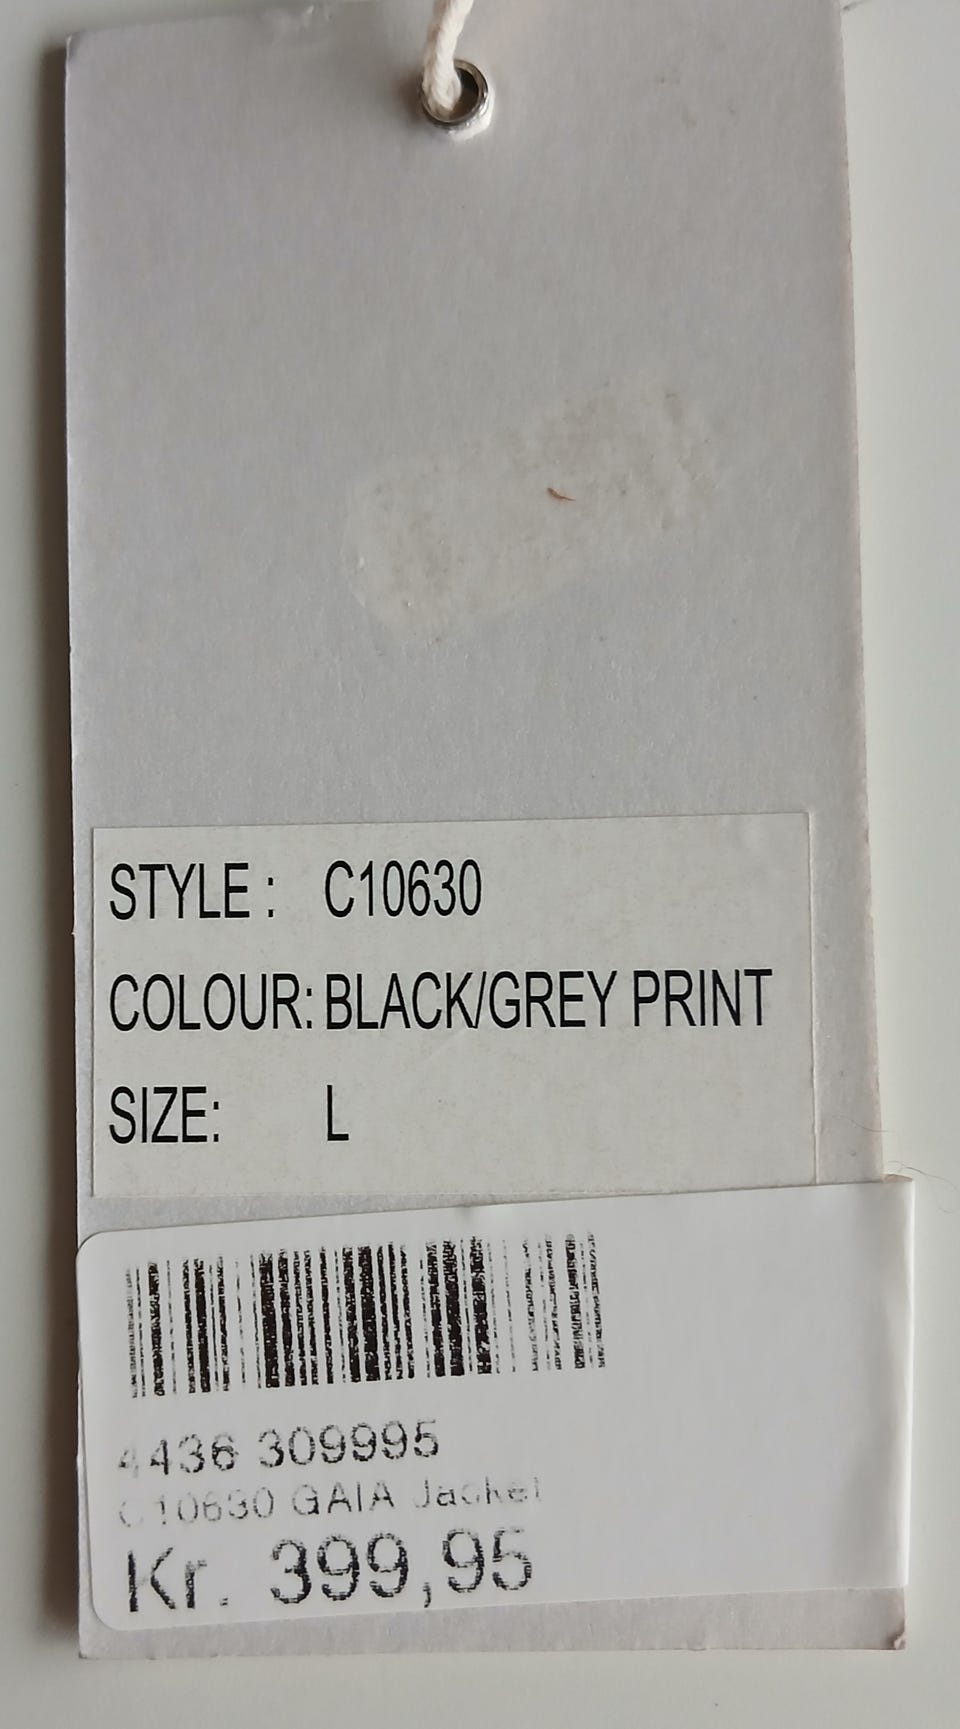 STYLE : C10630
COLOUR: BLACK/GREY PRINT
SIZE: L
4436 309995
C10630 GAIA Jacket
Kr. 399,95